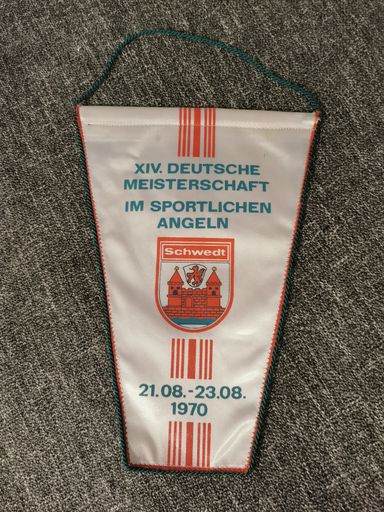 XIV. DEUTSCHE
MEISTERSCHAFT
IM SPORTLICHEN
ANGELN
Schwedt
21.08.-23.08.
1970